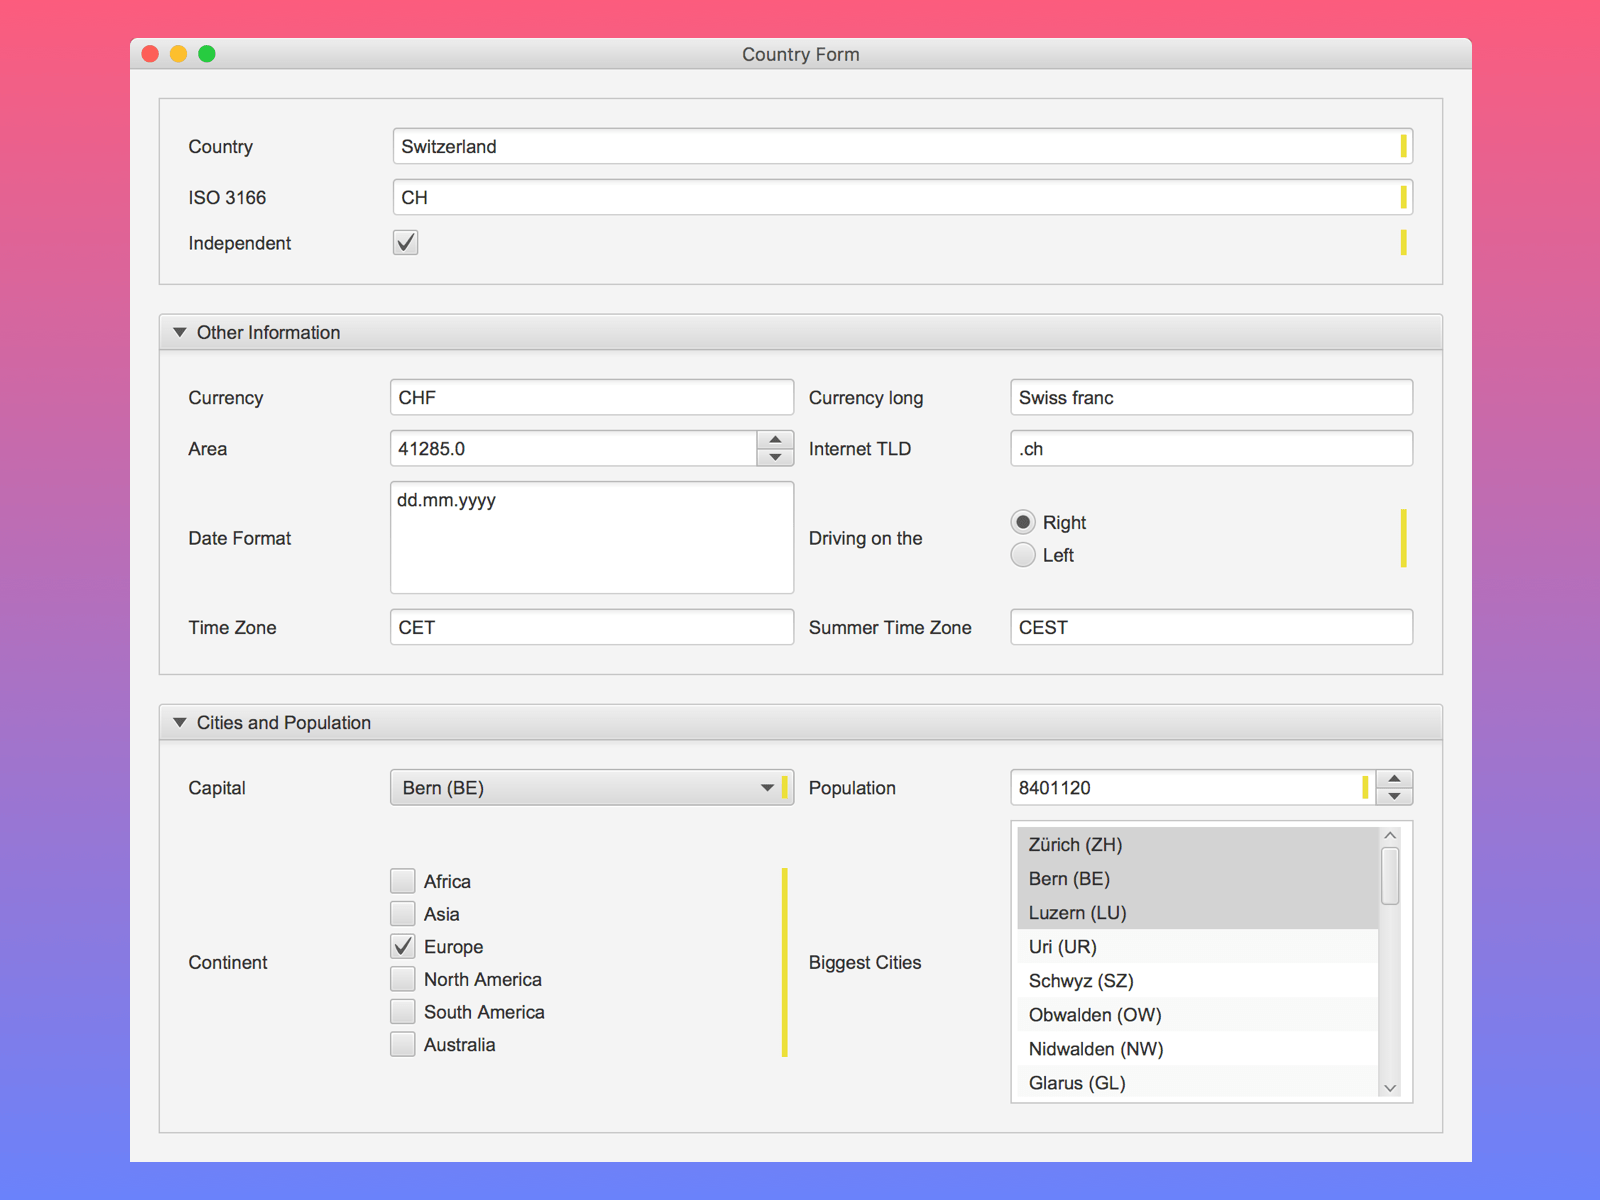 Country Form
Country Switzerland
ISO 3166 CH
Independent
Other Information
Currency CHF Currency long Swiss franc
Area 41285.0 Internet TLD .ch
dd.mm.yyyy
Date Format Driving on the
Right
Left
Time Zone CET Summer Time Zone CEST
Cities and Population
Capital Bern (BE) Population 8401120
Continent
Africa
Asia
Europe
North America
South America
Australia
Biggest Cities
Zürich (ZH)
Bern (BE)
Luzern (LU)
Uri (UR)
Schwyz (SZ)
Obwalden (OW)
Nidwalden (NW)
Glarus (GL)